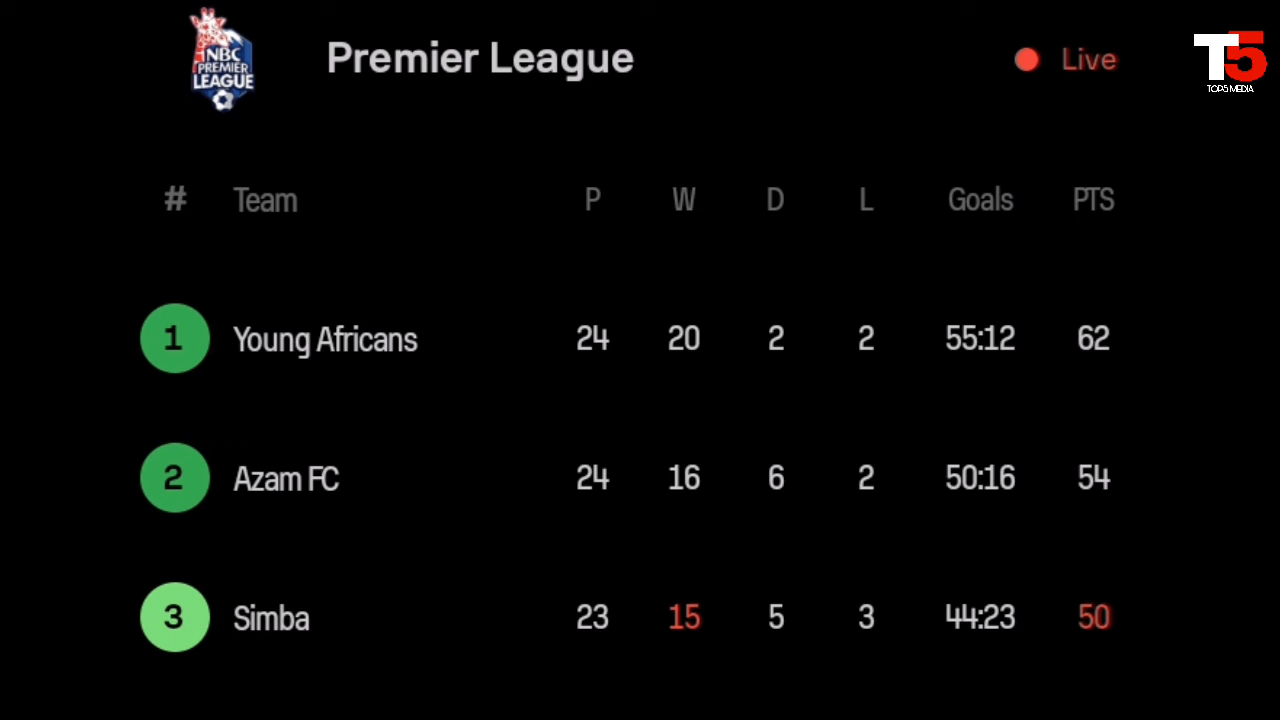 NBC
PREMIER
LEAGUE
Premier League
Live
T5
TOP5 MEDIA
# Team P W D L Goals PTS
1 Young Africans 24 20 2 2 55:12 62
2 Azam FC 24 16 6 2 50:16 54
3 Simba 23 15 5 3 44:23 50